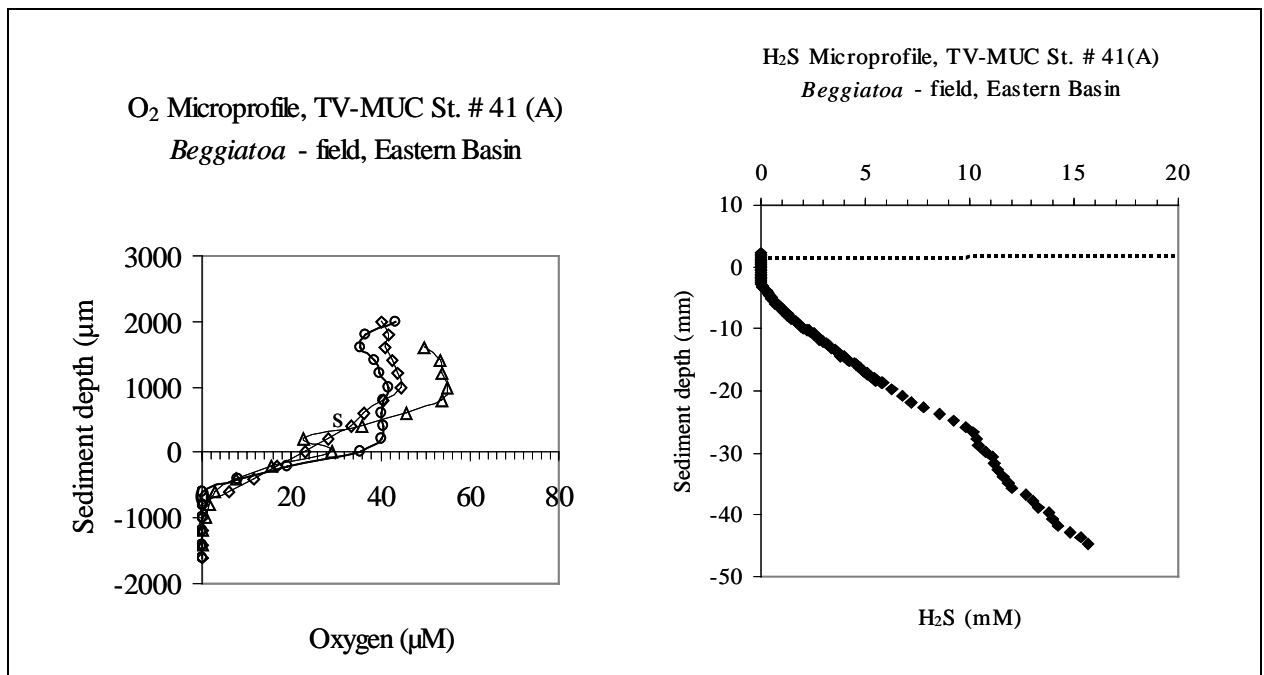 O2 Microprofile, TV-MUC St. # 41 (A)
Beggiatoa - field, Eastern Basin
3000
2000
1000
0
-1000
-2000
20
40
60
80
S
Sediment depth (µm
Oxygen (µM)
H2S Microprofile, TV-MUC St. # 41(A)
Beggiatoa - field, Eastern Basin
0
5
10
15
20
10
0
-10
-20
-30
-40
-50
Sediment depth (mm)
H2S (mM)